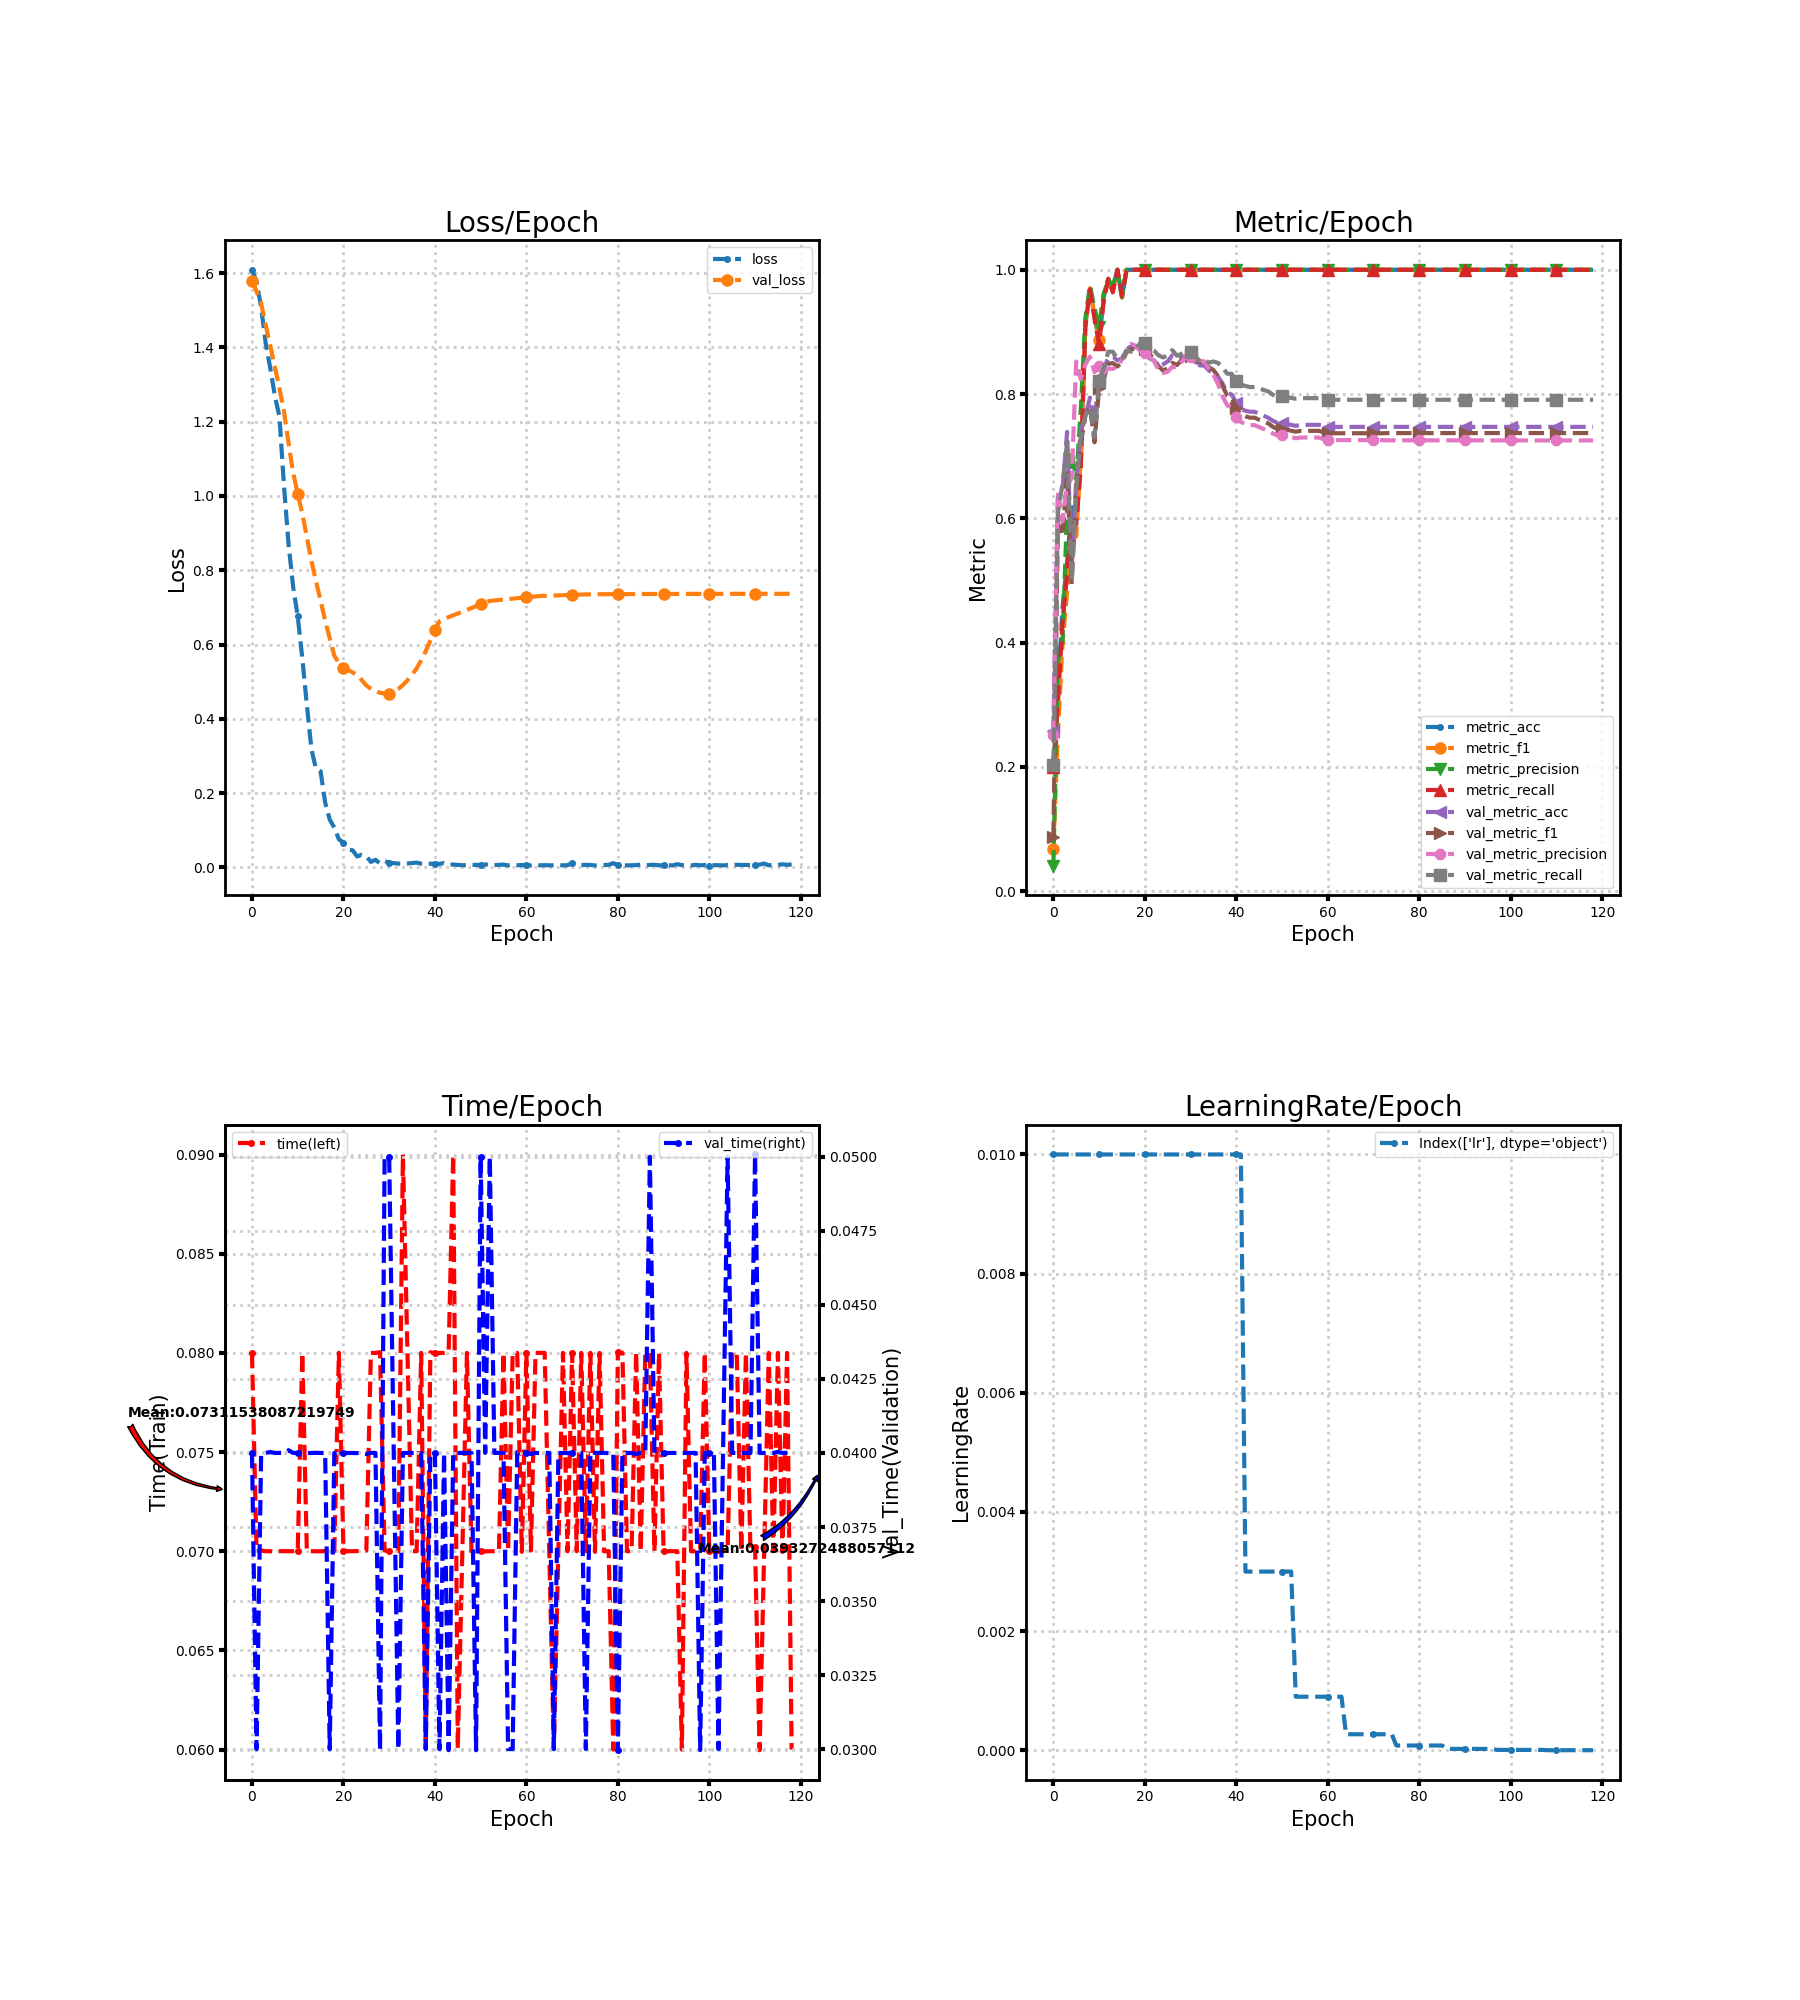 Loss/Epoch
loss
val_loss
1.6
1.4
1.2
1.0
0.8
0.6
0.4
0.2
0.0
Loss
0 20 40 60 80 100 120
Epoch
Metric/Epoch
1.0
0.8
0.6
0.4
0.2
0.0
Metric
metric_acc
metric_f1
metric_precision
metric_recall
val_metric_acc
val_metric_f1
val_metric_precision
val_metric_recall
0 20 40 60 80 100 120
Epoch
Time/Epoch
time(left)
val_time(right)
0.090
0.085
0.080
0.075
0.070
0.065
0.060
Time(Train)
Mean:0.07311538087219749
0.0500
0.0475
0.0450
0.0425
0.0400
0.0375
0.0350
0.0325
0.0300
Val_Time(Validation)
0 20 40 60 80 100 120
Epoch
LearningRate/Epoch
Index(['lr'], dtype='object')
0.010
0.008
0.006
0.004
0.002
0.000
LearningRate
0 20 40 60 80 100 120
Epoch